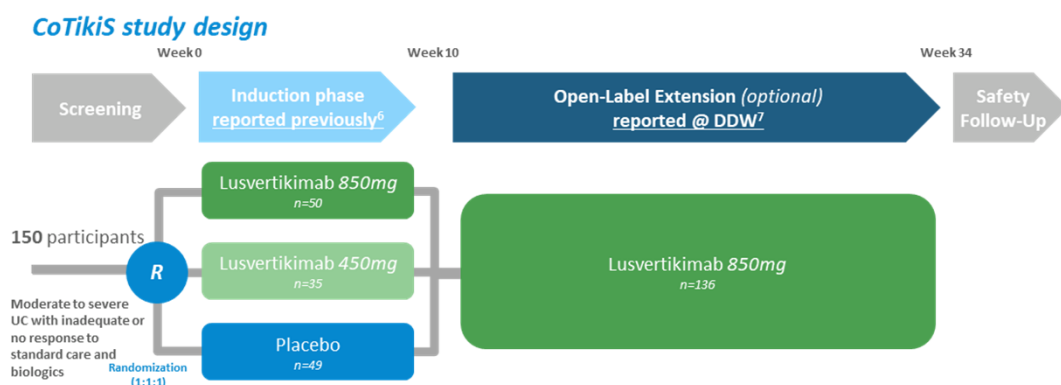 CoTikiS study design
Week 0
Week 10
Week 34
Screening
Induction phase
reported previously6
Open-Label Extension (optional)
reported @ DDW7
Safety
Follow-Up
150 participants
R
Moderate to severe
UC with inadequate or
no response to
standard care and
biologics
Randomization
(1:1:1)
Lusvertikimab 850mg
n=50
Lusvertikimab 450mg
n=35
Placebo
n=49
Lusvertikimab 850mg
n=136